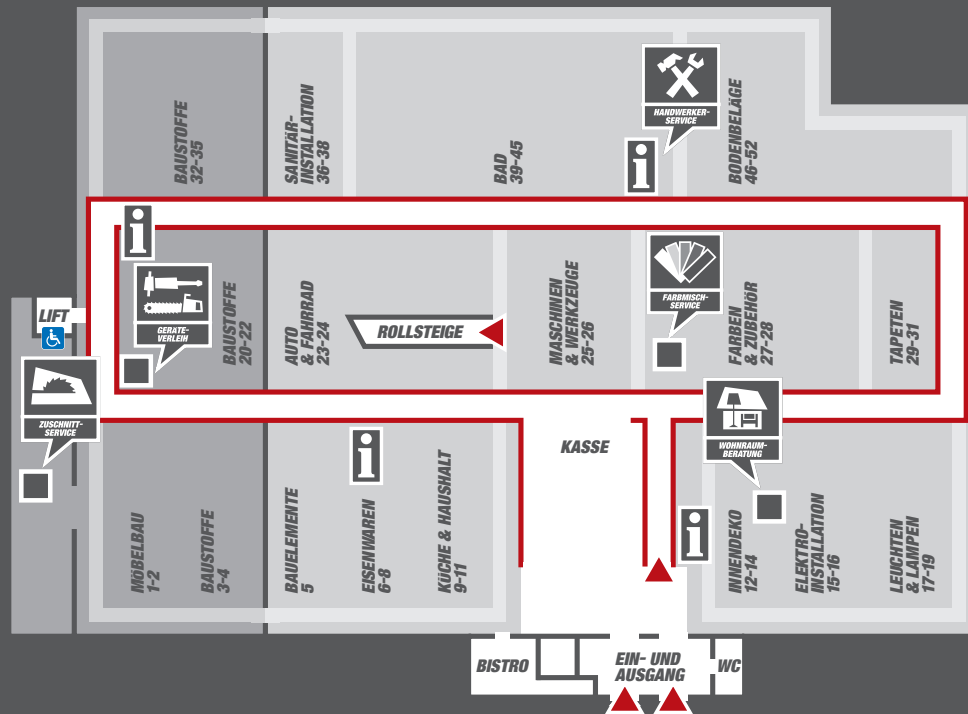 BAUSTOFFE
32-35
SANITÄR-
INSTALLATION
36-38
BAD
39-45
HANDWERKER-
SERVICE
i
BODENBELÄGE
46-52
i
GERÄTE-
VERLEIH
BAUSTOFFE
20-22
AUTO
& FAHRRAD
23-24
ROLLSTEIGE
MASCHINEN
& WERKZEUGE
25-26
FARBMISCH-
SERVICE
FARBEN
& ZUBEHÖR
27-28
TAPETEN
29-31
LIFT
ZUSCHNITT-
SERVICE
KASSE
WOHNRAUM-
BERATUNG
MÖBELBAU
1-2
BAUSTOFFE
3-4
BAUELEMENTE
5
i
EISENWAREN
6-8
KÜCHE & HAUSHALT
9-11
i
INNENDEKO
12-14
ELEKTRO-
INSTALLATION
15-16
LEUCHTEN
& LAMPEN
17-19
BISTRO
EIN- UND
AUSGANG
WC